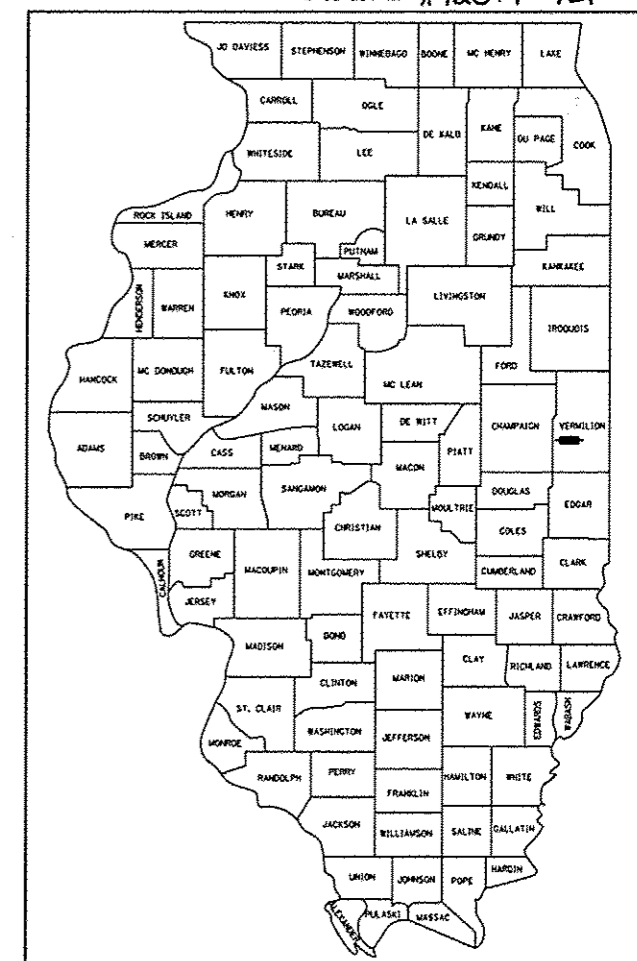 JO DAVIESS
STEPHENSON
WINNEBAGO
BOONE
MC HENRY
LAKE
CARROLL
OGLE
DE KALB
KANE
DU PAGE
COOK
WHITESIDE
LEE
KENDALL
WILL
ROCK ISLAND
HENRY
BUREAU
LA SALLE
GRUNDY
MERCER
PUTNAM
KANKAKEE
STARK
MARSHALL
HENDERSON
WARREN
KNOX
PEORIA
WOODFORD
LIVINGSTON
IROQUOIS
HANCOCK
MC DONOUGH
FULTON
TAZEWELL
FORD
MC LEAN
MASON
SCHUYLER
LOGAN
DE WITT
CHAMPAIGN
VERMILION
ADAMS
BROWN
CASS
MENARD
PIATT
MACON
MORGAN
SANGAMON
DOUGLAS
EDGAR
PIKE
SCOTT
MOULTRIE
CHRISTIAN
COLES
GREENE
SHELBY
CALHOUN
MACOUPIN
MONTGOMERY
CUMBERLAND
CLARK
JERSEY
FAYETTE
EFFINGHAM
JASPER
CRAWFORD
BOND
MADISON
CLAY
RICHLAND
LAWRENCE
CLINTON
MARION
ST. CLAIR
WAYNE
EDWARDS
WABASH
WASHINGTON
MONROE
JEFFERSON
RANDOLPH
PERRY
HAMILTON
WHITE
FRANKLIN
JACKSON
WILLIAMSON
SALINE
GALLATIN
UNION
JOHNSON
POPE
HARDIN
ALEXANDER
PULASKI
MASSAC